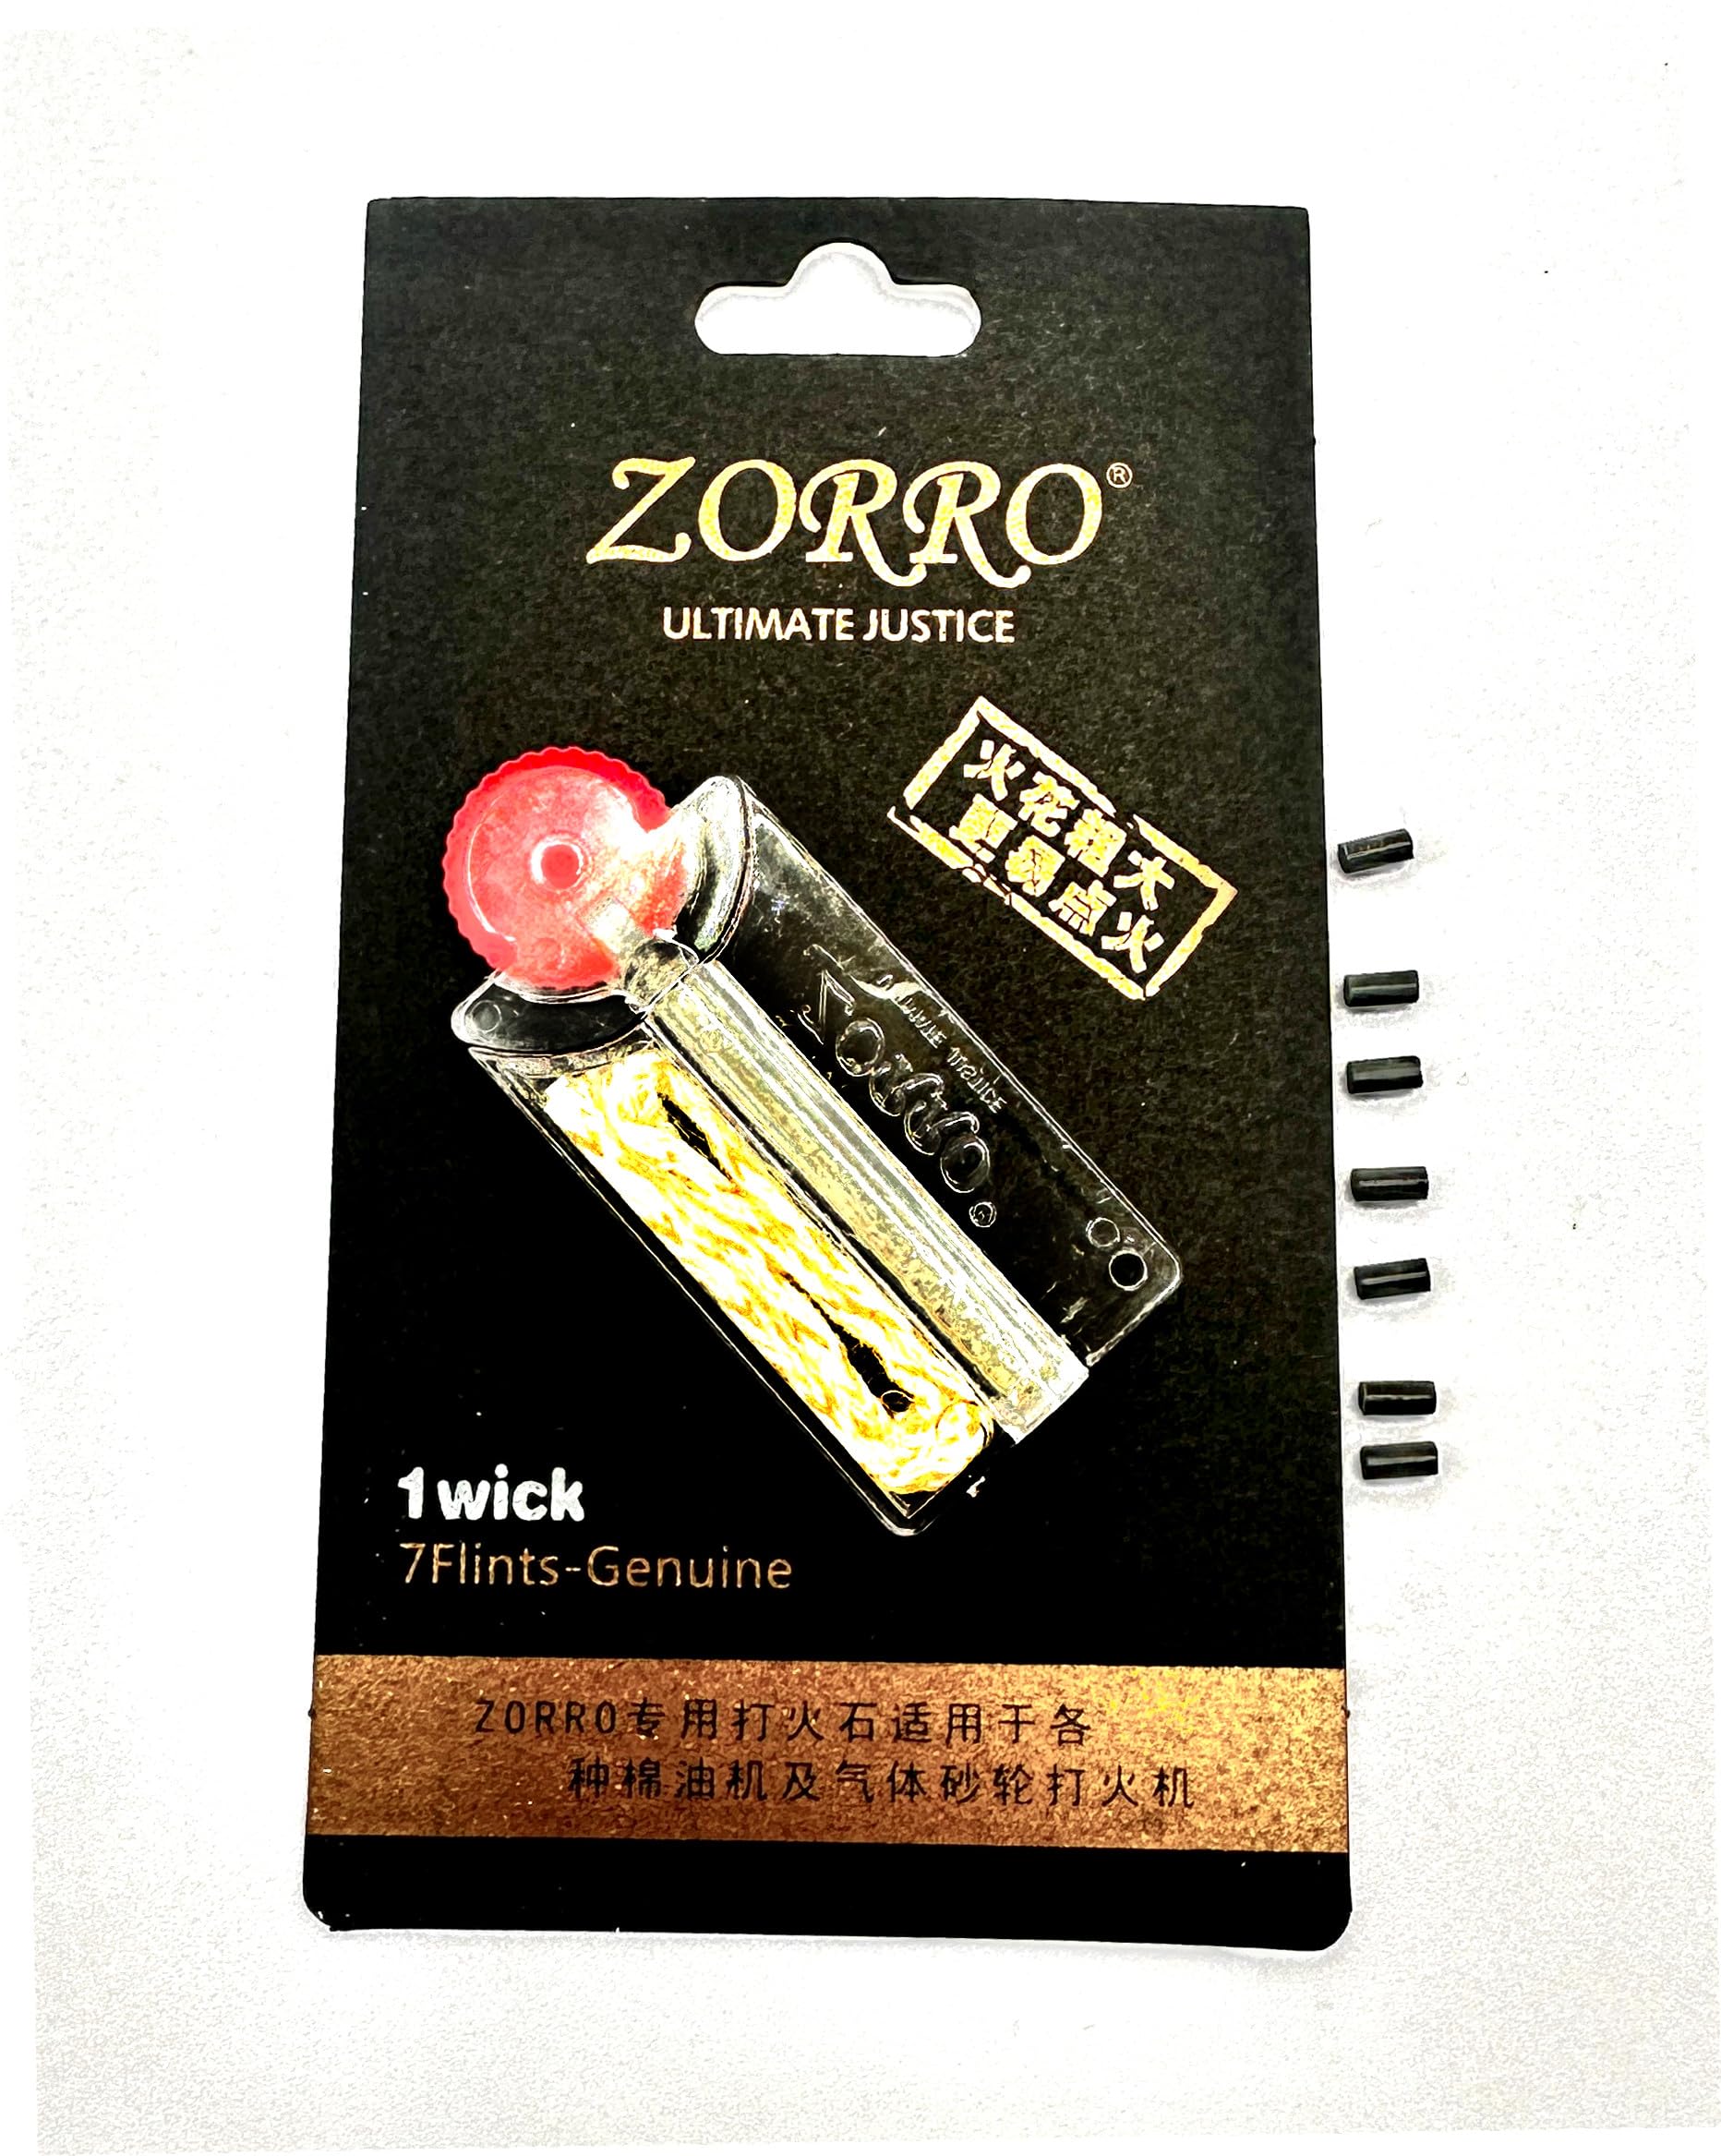 ZORRO®
ULTIMATE JUSTICE
火花粗大
更易点火
ZORRO
1wick
7Flints-Genuine
ZORRO专用打火石适用于各
种棉油机及气体砂轮打火机